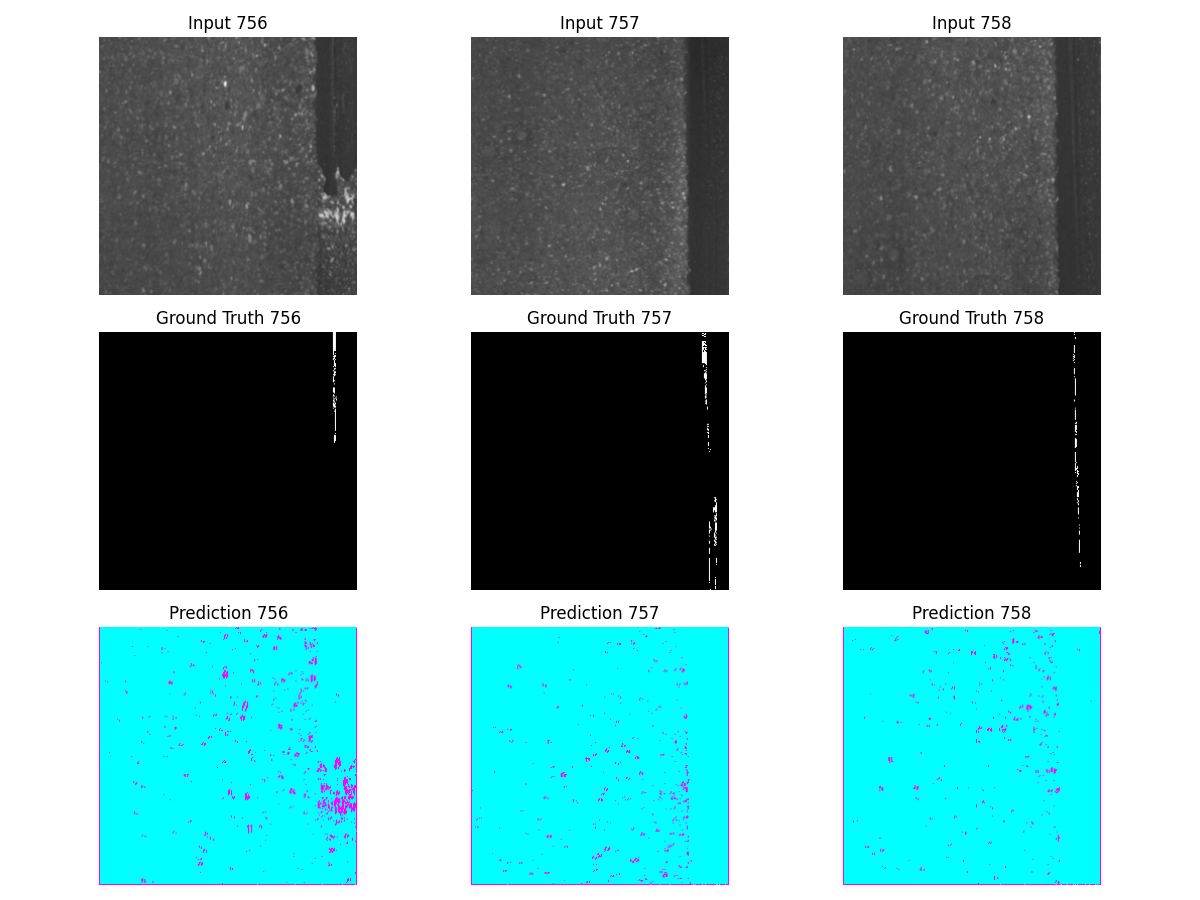 Input 756
Input 757
Input 758
Ground Truth 756
Ground Truth 757
Ground Truth 758
Prediction 756
Prediction 757
Prediction 758